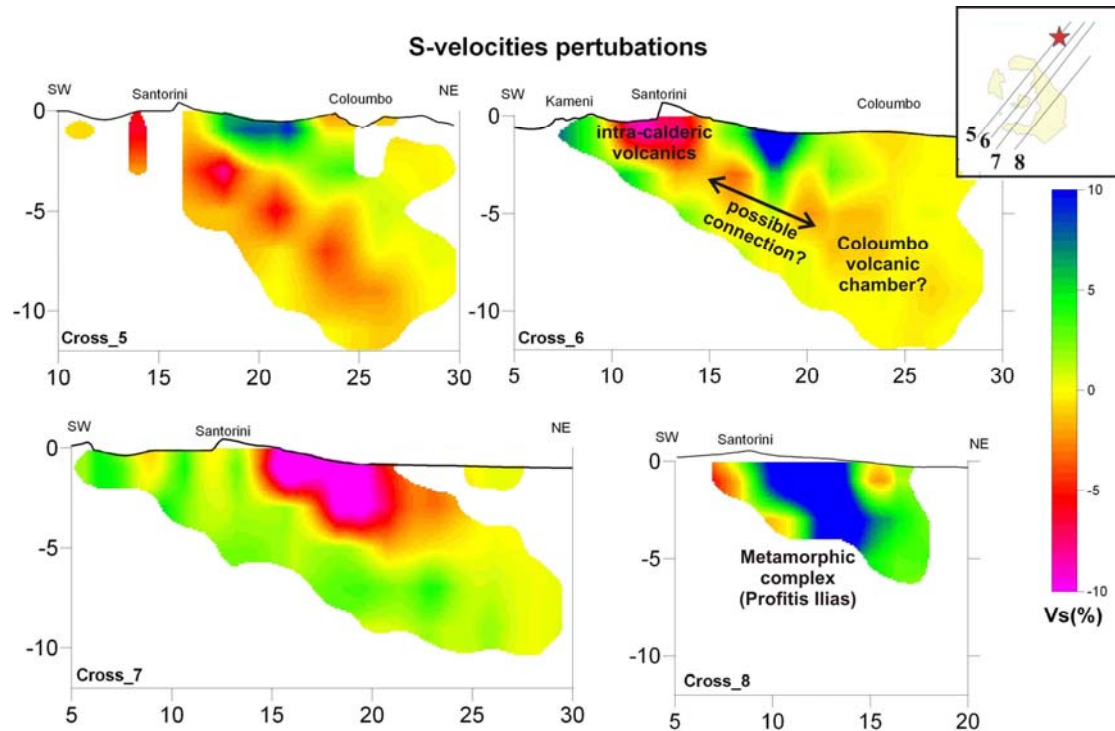 S-velocities pertubations
SW
Santorini
Coloumbo
NE
0
-5
-10
Cross_5
10
15
20
25
30
SW
Kameni
Santorini
Coloumbo
intra-calderic
volcanics
possible
connection?
Coloumbo
volcanic
chamber?
0
-5
-10
Cross_6
5
10
15
20
25
30
5
6
7
8
10
5
0
-5
-10
Vs(%)
SW
Santorini
NE
0
-5
-10
Cross_7
5
10
15
20
25
30
SW
Santorini
NE
0
-5
-10
Metamorphic
complex
(Profitis Ilias)
Cross_8
5
10
15
20